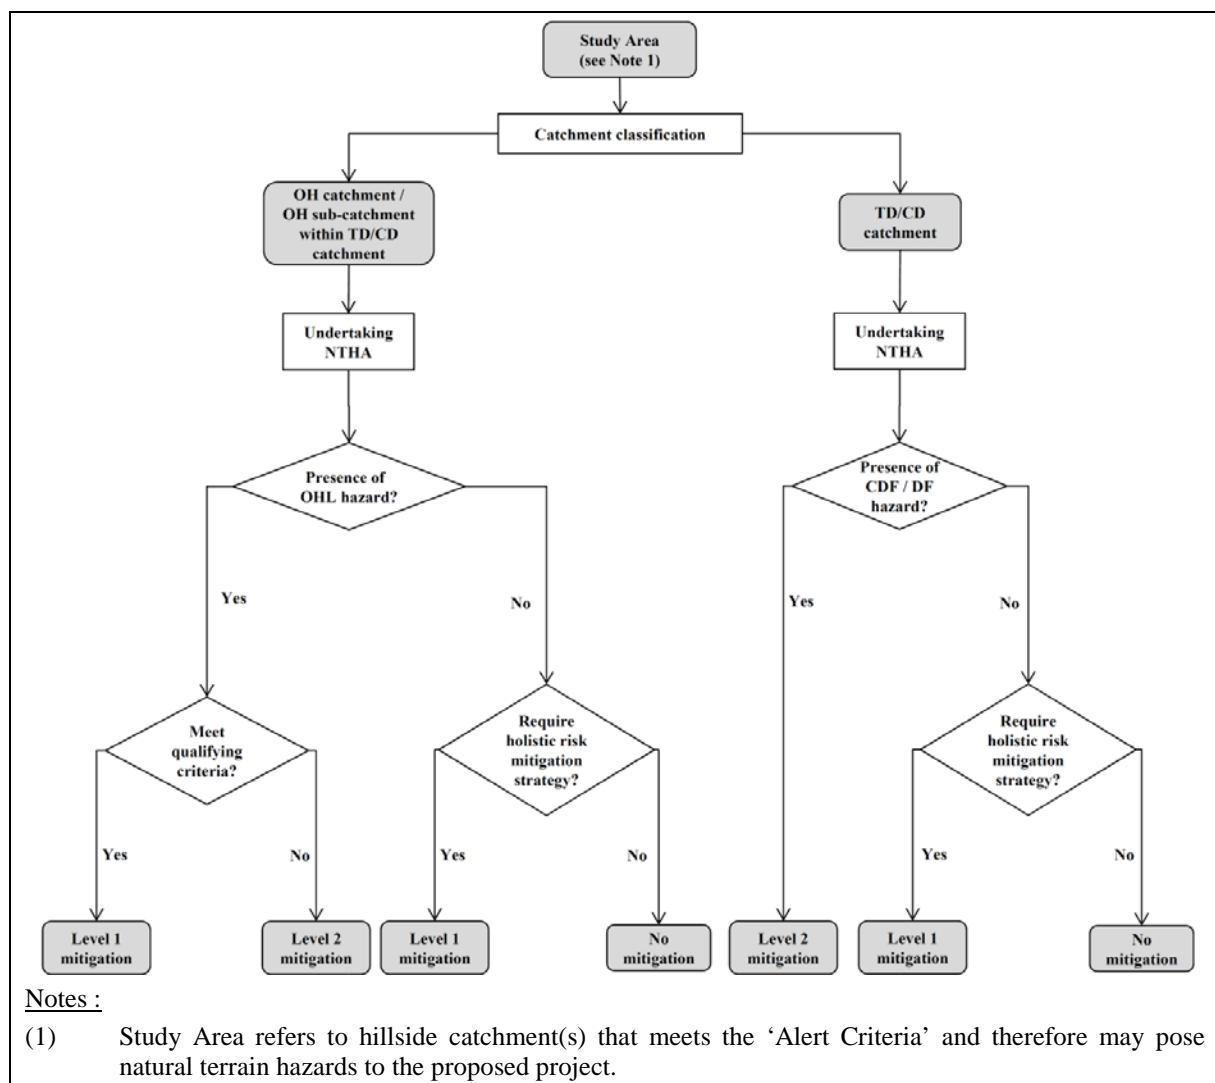 Study Area
(see Note 1)
Catchment classification
OH catchment /
OH sub-catchment
within TD/CD
catchment
TD/CD
catchment
Undertaking
NTHA
Undertaking
NTHA
Presence of
OHL hazard?
Presence of
CDF / DF
hazard?
Yes
No
Yes
No
Meet
qualifying
criteria?
Require
holistic risk
mitigation
strategy?
Require
holistic risk
mitigation
strategy?
Yes
No
Yes
No
Yes
No
Level 1
mitigation
Level 2
mitigation
Level 1
mitigation
No
mitigation
Level 2
mitigation
Level 1
mitigation
No
mitigation
Notes :
(1) Study Area refers to hillside catchment(s) that meets the ‘Alert Criteria’ and therefore may pose
natural terrain hazards to the proposed project.